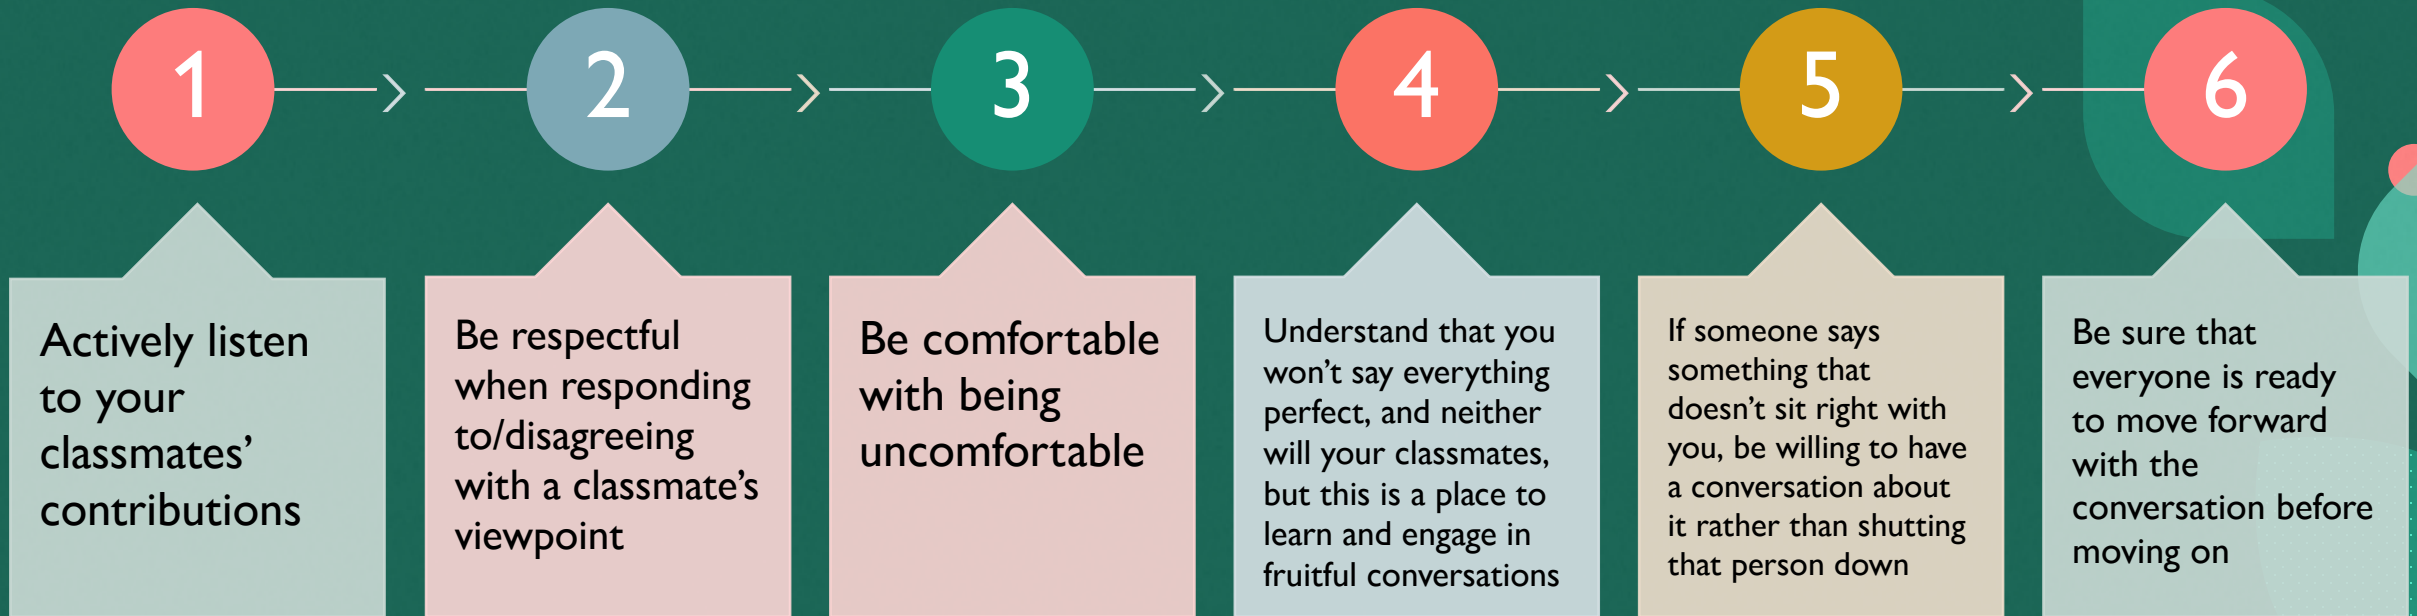 1
Actively listen
to your
classmates’
contributions
2
Be respectful
when responding
to/disagreeing
with a classmate’s
viewpoint
3
Be comfortable
with being
uncomfortable
4
Understand that you
won’t say everything
perfect, and neither
will your classmates,
but this is a place to
learn and engage in
fruitful conversations
5
If someone says
something that
doesn’t sit right with
you, be willing to have
a conversation about
it rather than shutting
that person down
6
Be sure that
everyone is ready
to move forward
with the
conversation before
moving on